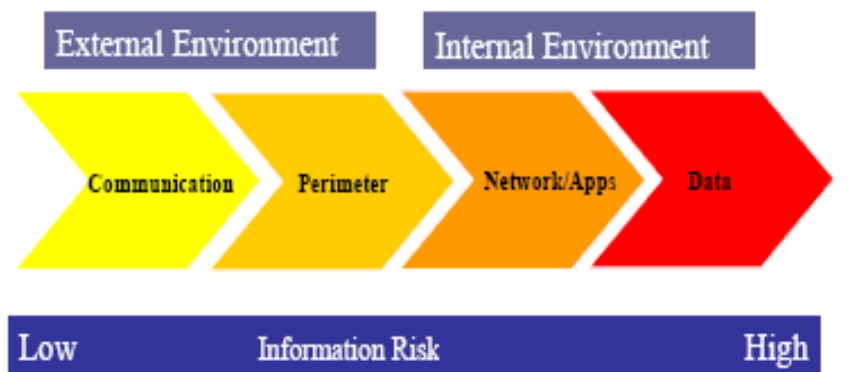 External Environment
Internal Environment
Communication
Perimeter
Network/Apps
Data
Low
Information Risk
High